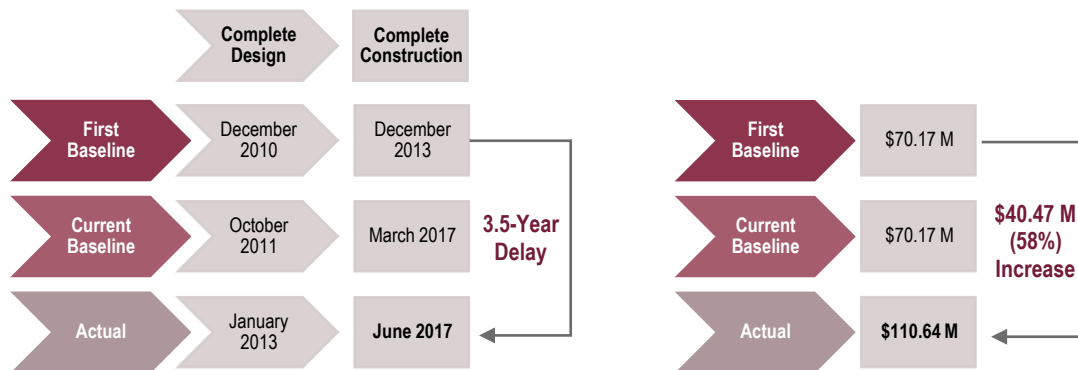 Complete
Design
Complete
Construction
First
Baseline
December
2010
December
2013
Current
Baseline
October
2011
March 2017
3.5-Year
Delay
Actual
January
2013
June 2017
First
Baseline
$70.17 M
Current
Baseline
$70.17 M
$40.47 M
(58%)
Increase
Actual
$110.64 M